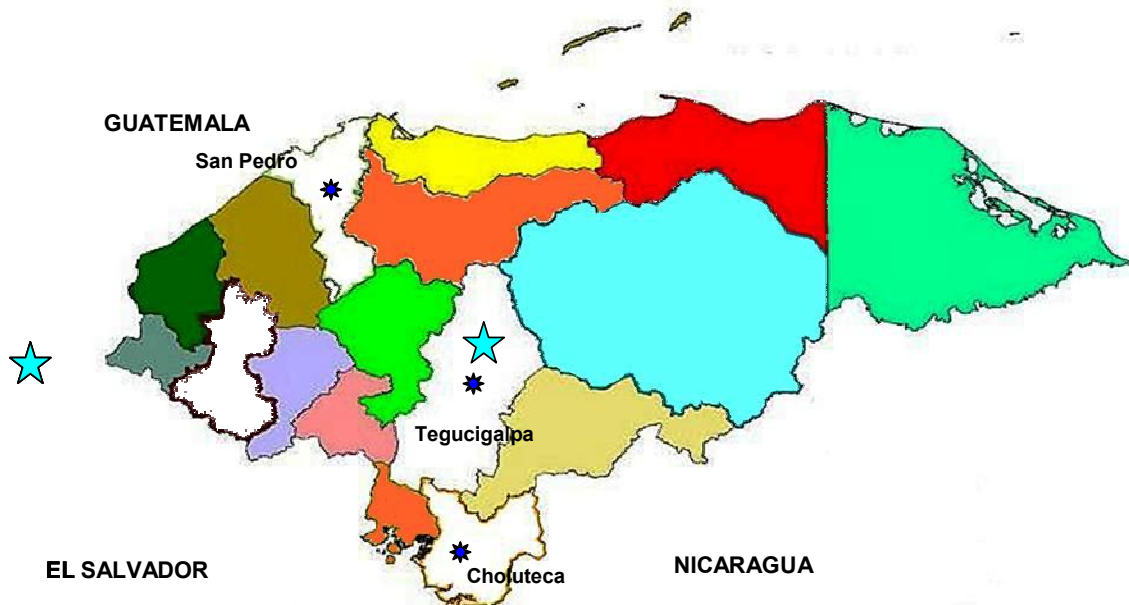 GUATEMALA
San Pedro
Tegucigalpa
EL SALVADOR
Choluteca
NICARAGUA